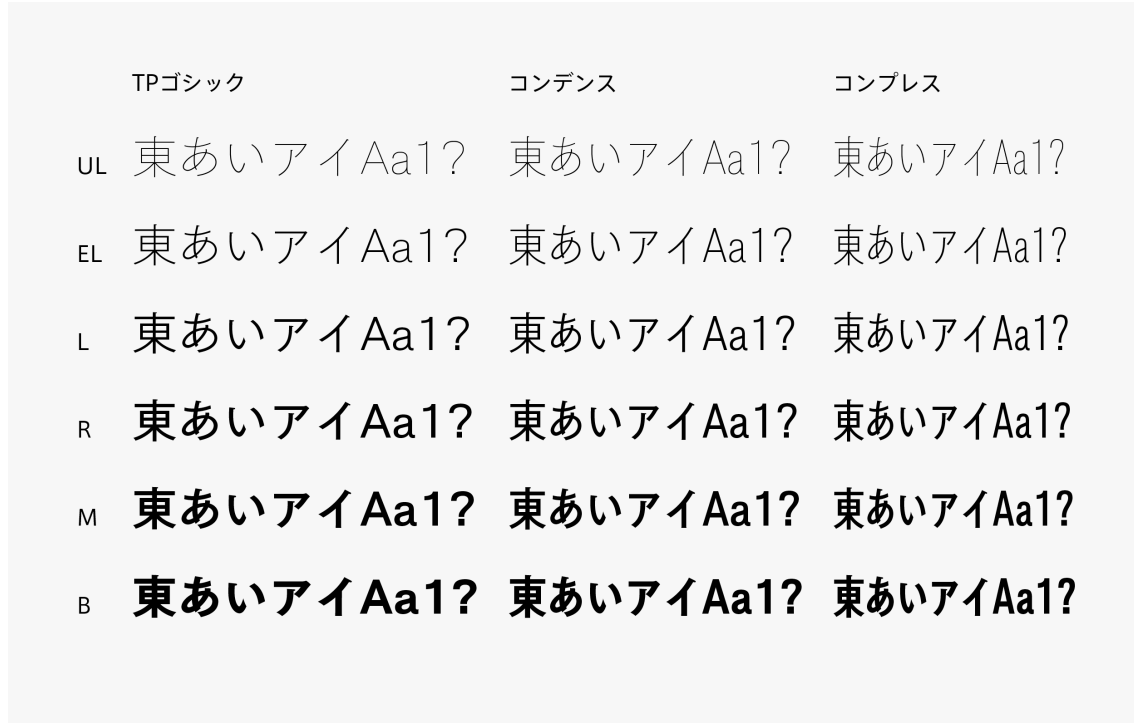 TPゴシック コンデンス コンプレス
UL 東あいアイAa1? 東あいアイAa1? 東あいアイAa1?
EL 東あいアイAa1? 東あいアイAa1? 東あいアイAa1?
L 東あいアイAa1? 東あいアイAa1? 東あいアイAa1?
R 東あいアイAa1? 東あいアイAa1? 東あいアイAa1?
M 東あいアイAa1? 東あいアイAa1? 東あいアイAa1?
B 東あいアイAa1? 東あいアイAa1? 東あいアイAa1?